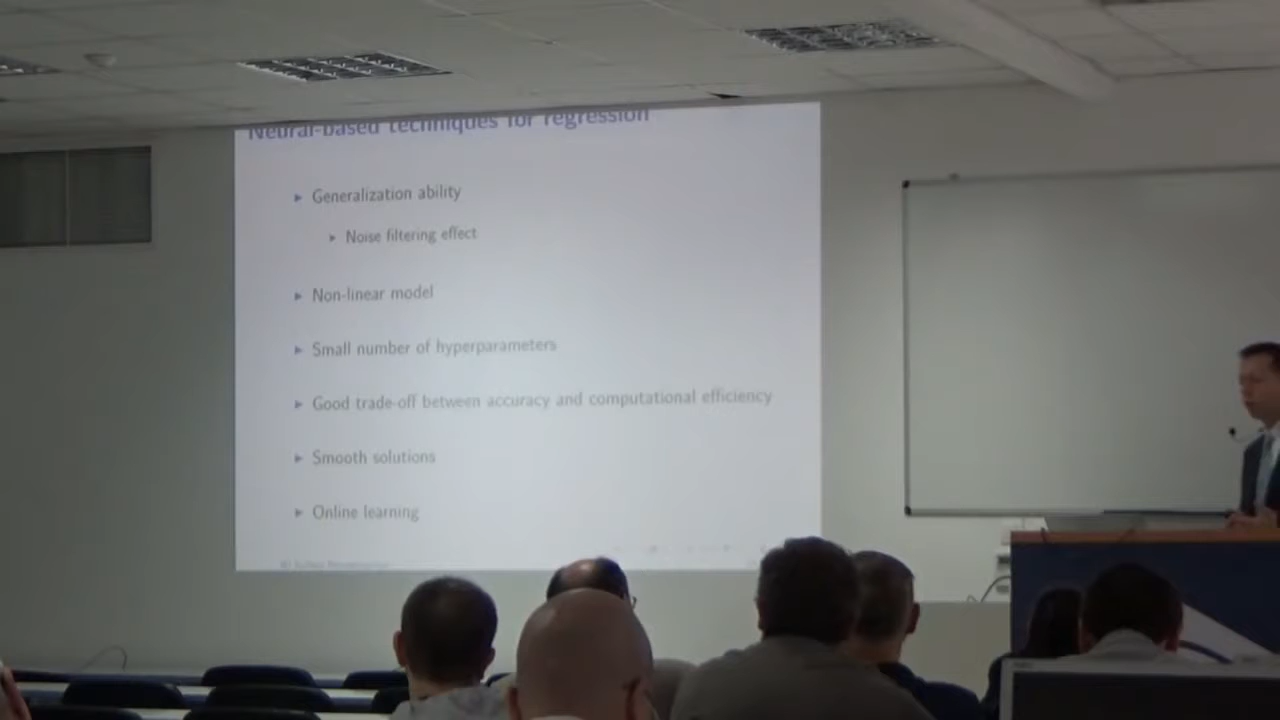 Neural-based techniques for regression
Generalization ability
Noise filtering effect
Non-linear model
Small number of hyperparameters
Good trade-off between accuracy and computational efficiency
Smooth solutions
Online learning